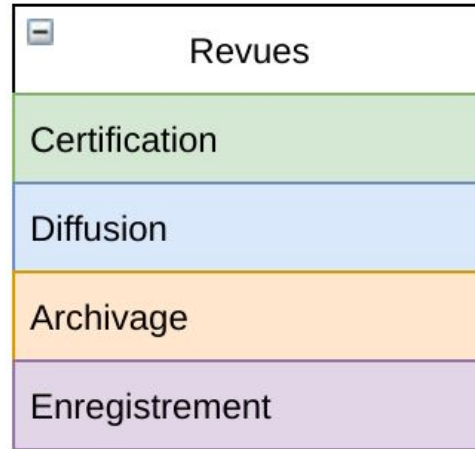 Revues
Certification
Diffusion
Archivage
Enregistrement